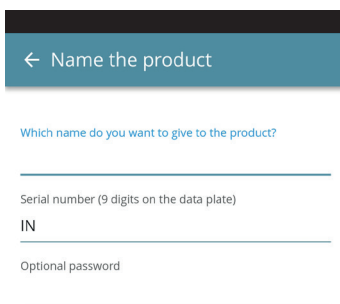 ← Name the product
Which name do you want to give to the product?
Serial number (9 digits on the data plate)
IN
Optional password